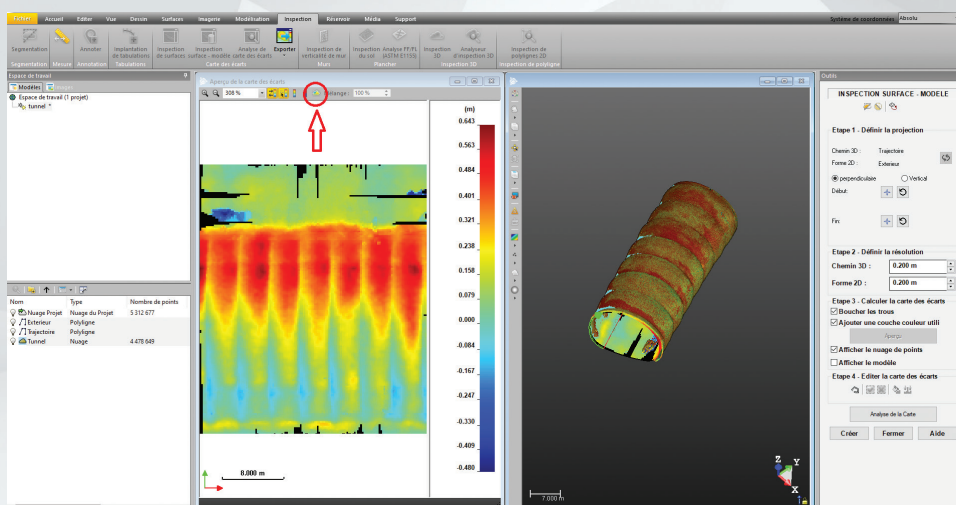 Fichier Accueil Editer Vue Dessin Surfaces Imagerie Modélisation Inspection Réservoir Média Support
Système de coordonnées Absolu
Segmentation
Annoter
Implantation de tabulations
Inspection de surfaces
Inspection surface - modèle
Analyse de carte des écarts
Exporter
Inspection de verticalité de mur
Inspection du sol
Analyse FF/FL (ASTM E1155)
Inspection 3D
Analyseur d'inspection 3D
Inspection de polylignes 2D
Segmentation Mesure Annotation Tabulations Carte des écarts Murs Plancher Inspection 3D Inspection de polyligne
Espace de travail
Modèles
Images
Espace de travail (1 projet)
tunnel *
Nom Type Nombre de points
Nuage Projet Nuage du Projet 5 312 677
Exterieur Polyligne
Trajectoire Polyligne
Tunnel Nuage 4 478 649
Aperçu de la carte des écarts
308 %
Mélange : 100 %
(m)
0.643
0.563
0.484
0.401
0.321
0.238
0.158
0.079
0.000
-0.084
-0.167
-0.247
-0.330
-0.409
-0.480
8.000 m
7.000 m
Z
Y
X
Outils
INSPECTION SURFACE - MODELE
Etape 1 - Définir la projection
Chemin 3D : Trajectoire
Forme 2D : Exterieur
perpendiculaire Vertical
Début:
Fin:
Etape 2 - Définir la résolution
Chemin 3D : 0.200 m
Forme 2D : 0.200 m
Etape 3 - Calculer la carte des écarts
Boucher les trous
Ajouter une couche couleur utili
Aperçu
Afficher le nuage de points
Afficher le modèle
Etape 4 - Editer la carte des écarts
Analyse de la Carte
Créer Fermer Aide